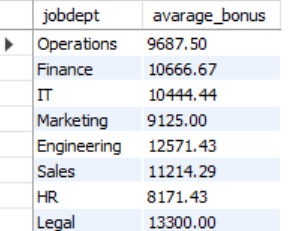 jobdept avarage_bonus
Operations 9687.50
Finance 10666.67
IT 10444.44
Marketing 9125.00
Engineering 12571.43
Sales 11214.29
HR 8171.43
Legal 13300.00